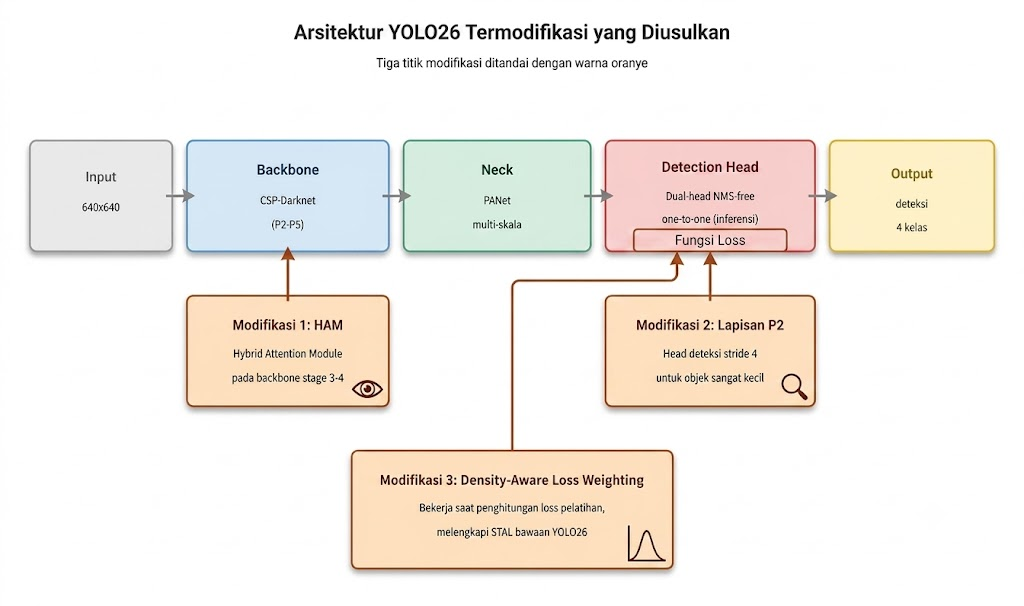 Arsitektur YOLO26 Termodifikasi yang Diusulkan
Tiga titik modifikasi ditandai dengan warna oranye
Input
640x640
Backbone
CSP-Darknet
(P2-P5)
Neck
PANet
multi-skala
Detection Head
Dual-head NMS-free
one-to-one (inferensi)
Fungsi Loss
Output
deteksi
4 kelas
Modifikasi 1: HAM
Hybrid Attention Module
pada backbone stage 3-4
Modifikasi 2: Lapisan P2
Head deteksi stride 4
untuk objek sangat kecil
Modifikasi 3: Density-Aware Loss Weighting
Bekerja saat penghitungan loss pelatihan,
melengkapi STAL bawaan YOLO26